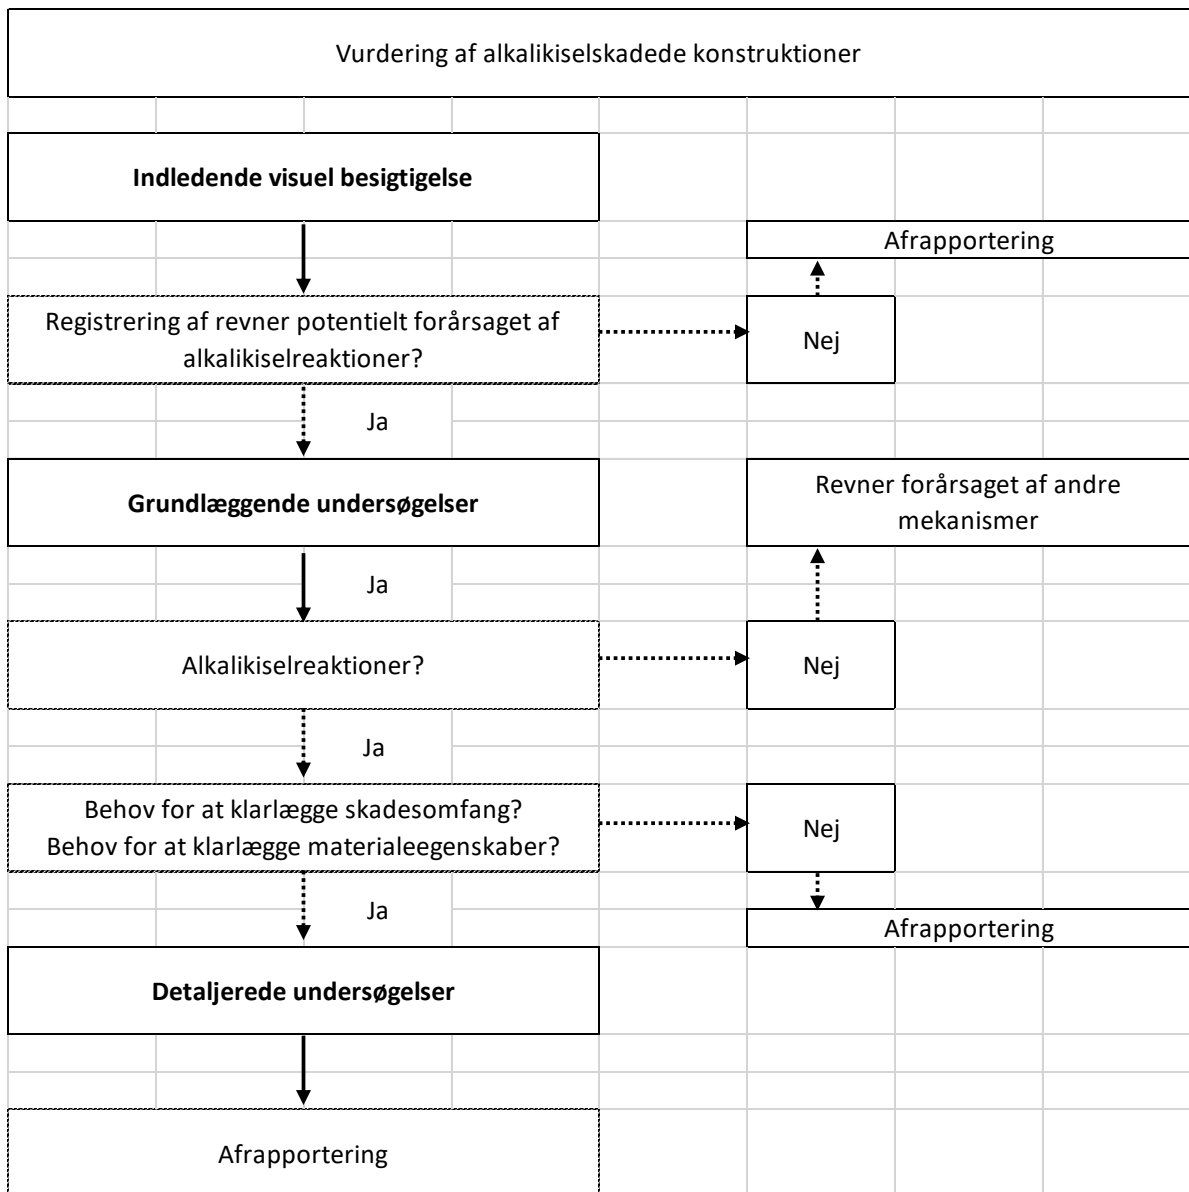 Vurdering af alkalikiselskadede konstruktioner
Indledende visuel besigtigelse
Afrapportering
Registrering af revner potentielt forårsaget af
alkalikiselreaktioner?
Nej
Ja
Grundlæggende undersøgelser
Revner forårsaget af andre
mekanismer
Ja
Alkalikiselreaktioner?
Nej
Ja
Behov for at klarlægge skadesomfang?
Behov for at klarlægge materialeegenskaber?
Nej
Ja
Afrapportering
Detaljerede undersøgelser
Afrapportering